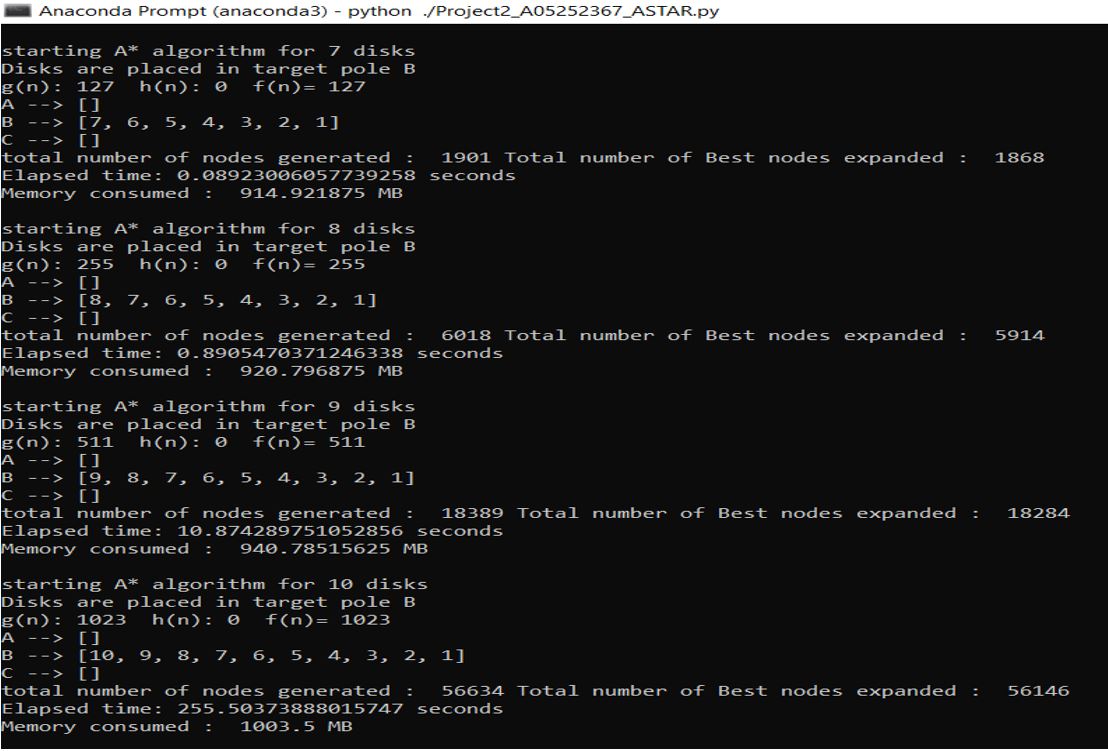 Anaconda Prompt (anaconda3) - python ./Project2_A05252367_ASTAR.py
starting A* algorithm for 7 disks
Disks are placed in target pole B
g(n): 127  h(n): 0  f(n)= 127
A --> []
B --> [7, 6, 5, 4, 3, 2, 1]
C --> []
total number of nodes generated :  1901 Total number of Best nodes expanded :  1868
Elapsed time: 0.08923006057739258 seconds
Memory consumed :  914.921875 MB
starting A* algorithm for 8 disks
Disks are placed in target pole B
g(n): 255  h(n): 0  f(n)= 255
A --> []
B --> [8, 7, 6, 5, 4, 3, 2, 1]
C --> []
total number of nodes generated :  6018 Total number of Best nodes expanded :  5914
Elapsed time: 0.8905470371246338 seconds
Memory consumed :  920.796875 MB
starting A* algorithm for 9 disks
Disks are placed in target pole B
g(n): 511  h(n): 0  f(n)= 511
A --> []
B --> [9, 8, 7, 6, 5, 4, 3, 2, 1]
C --> []
total number of nodes generated :  18389 Total number of Best nodes expanded :  18284
Elapsed time: 10.874289751052856 seconds
Memory consumed :  940.78515625 MB
starting A* algorithm for 10 disks
Disks are placed in target pole B
g(n): 1023  h(n): 0  f(n)= 1023
A --> []
B --> [10, 9, 8, 7, 6, 5, 4, 3, 2, 1]
C --> []
total number of nodes generated :  56634 Total number of Best nodes expanded :  56146
Elapsed time: 255.50373888015747 seconds
Memory consumed :  1003.5 MB